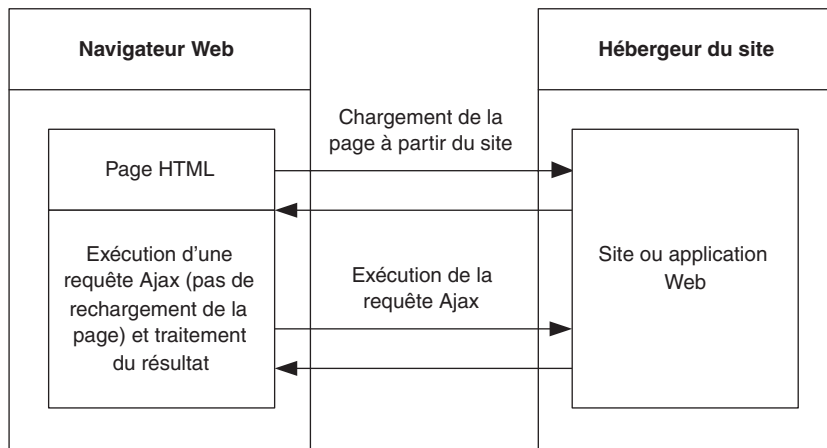 Navigateur Web
Hébergeur du site
Chargement de la
page à partir du site
Page HTML
Exécution d'une
requête Ajax (pas de
rechargement de la
page) et traitement
du résultat
Exécution de la
requête Ajax
Site ou application
Web